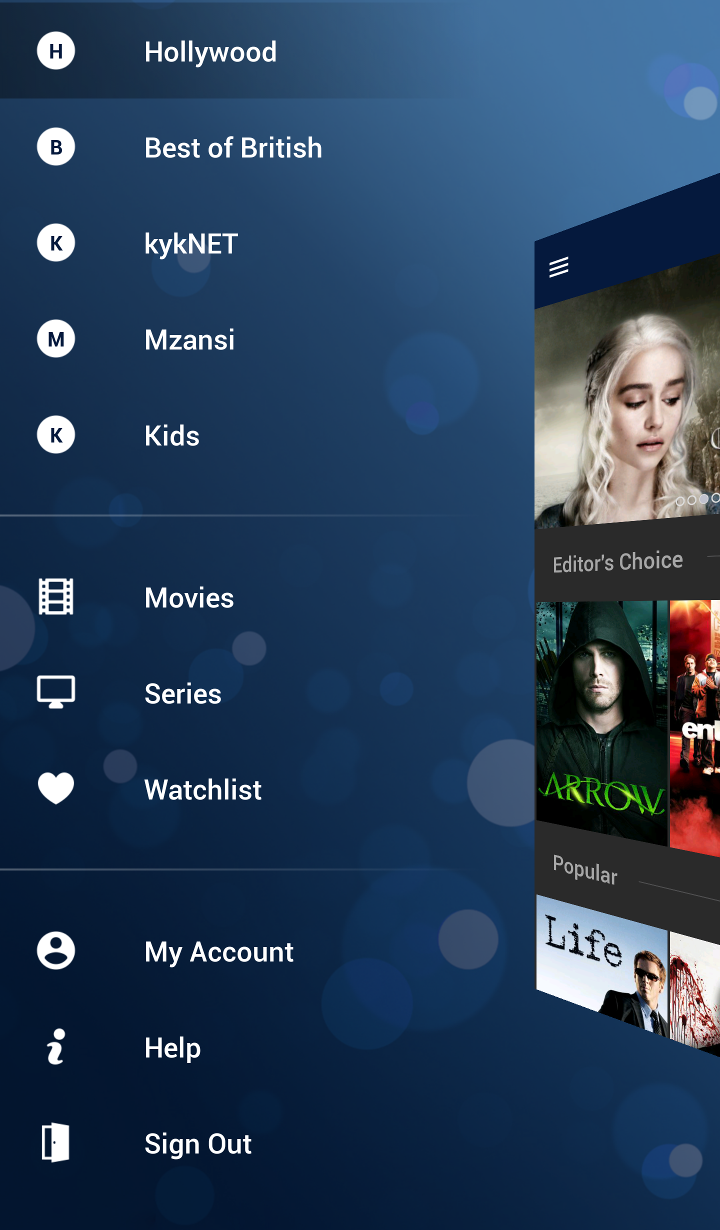 H Hollywood
B Best of British
K kykNET
M Mzansi
K Kids
Movies
Series
Watchlist
My Account
Help
Sign Out
Editor's Choice
ARROW
Popular
Life